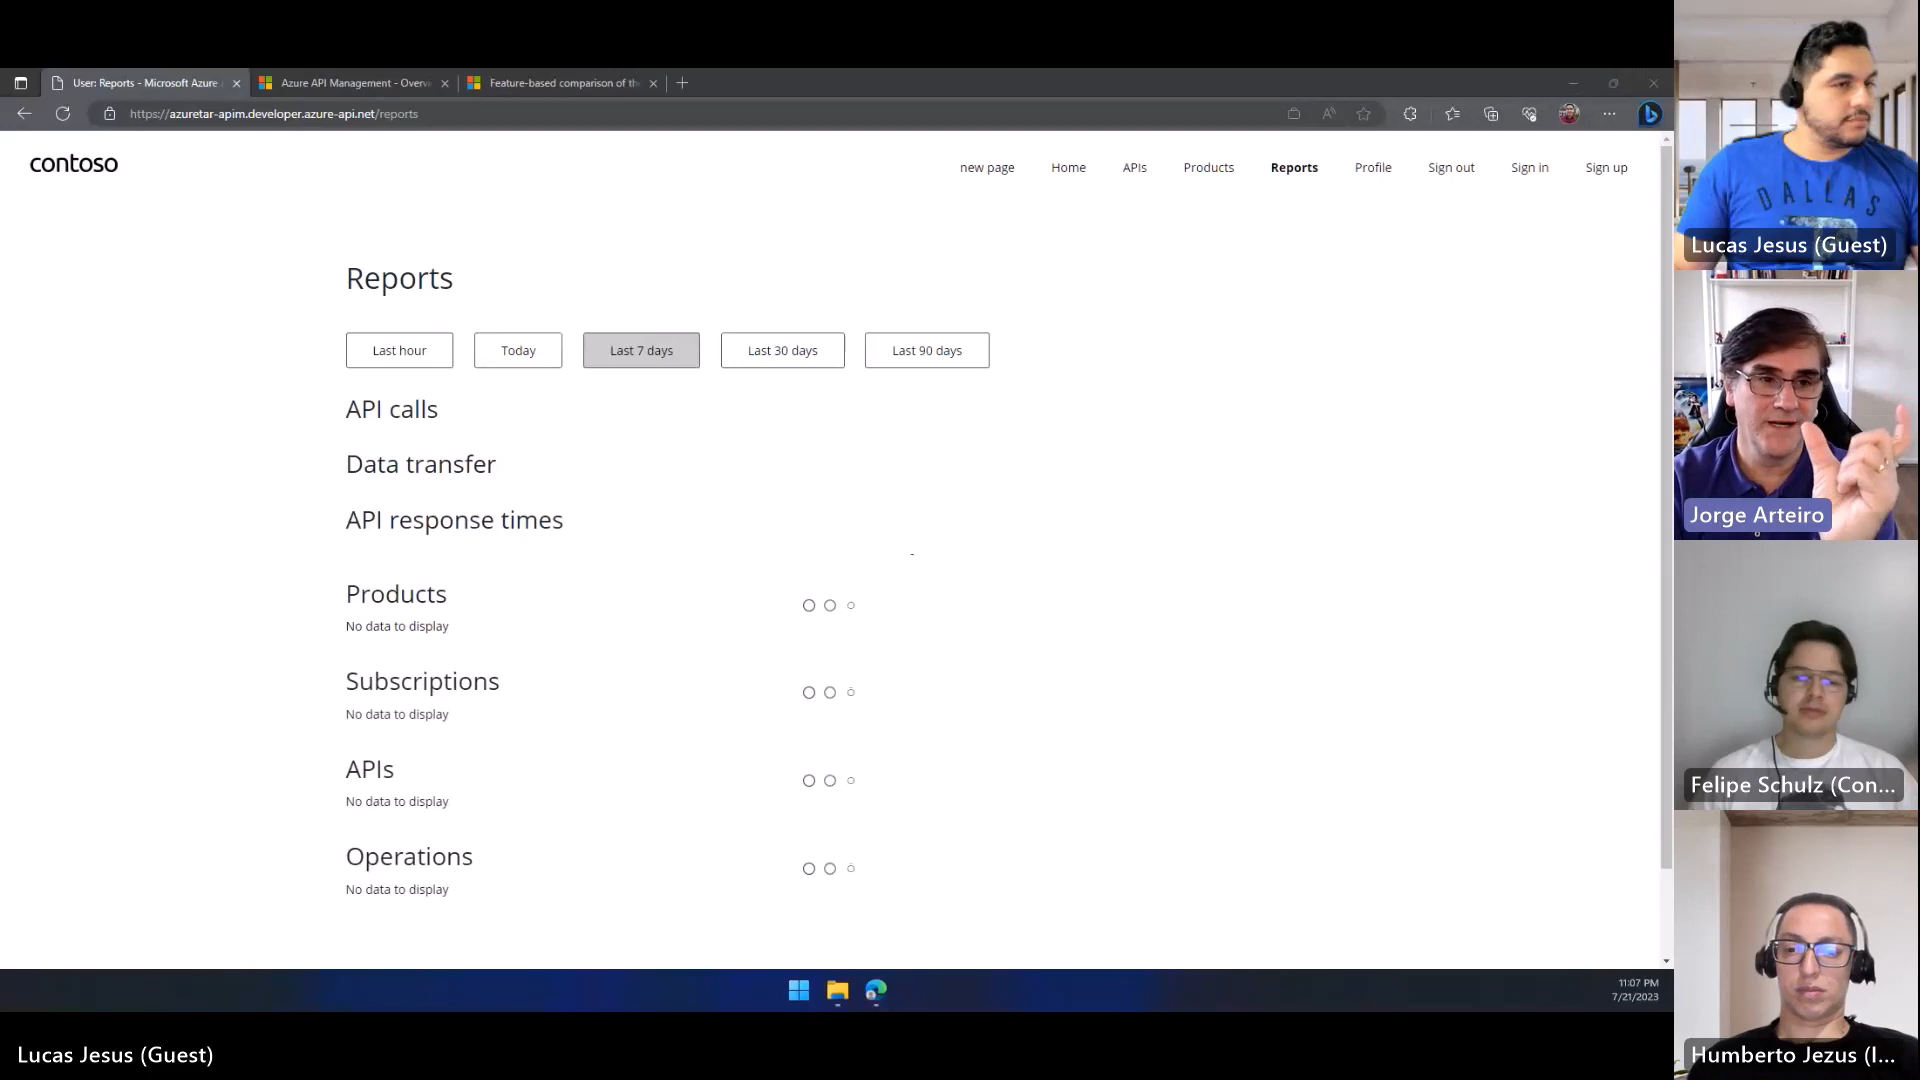 User: Reports - Microsoft Azure
Azure API Management - Overv
Feature-based comparison of th
https://azuretar-apim.developer.azure-api.net/reports
contoso
new page
Home
APIs
Products
Reports
Profile
Sign out
Sign in
Sign up
Reports
Last hour
Today
Last 7 days
Last 30 days
Last 90 days
API calls
Data transfer
API response times
Products
No data to display
Subscriptions
No data to display
APIs
No data to display
Operations
No data to display
11:07 PM
7/21/2023
Lucas Jesus (Guest)
DALLAS
Lucas Jesus (Guest)
Jorge Arteiro
Felipe Schulz (Con...
Humberto Jezus (I...